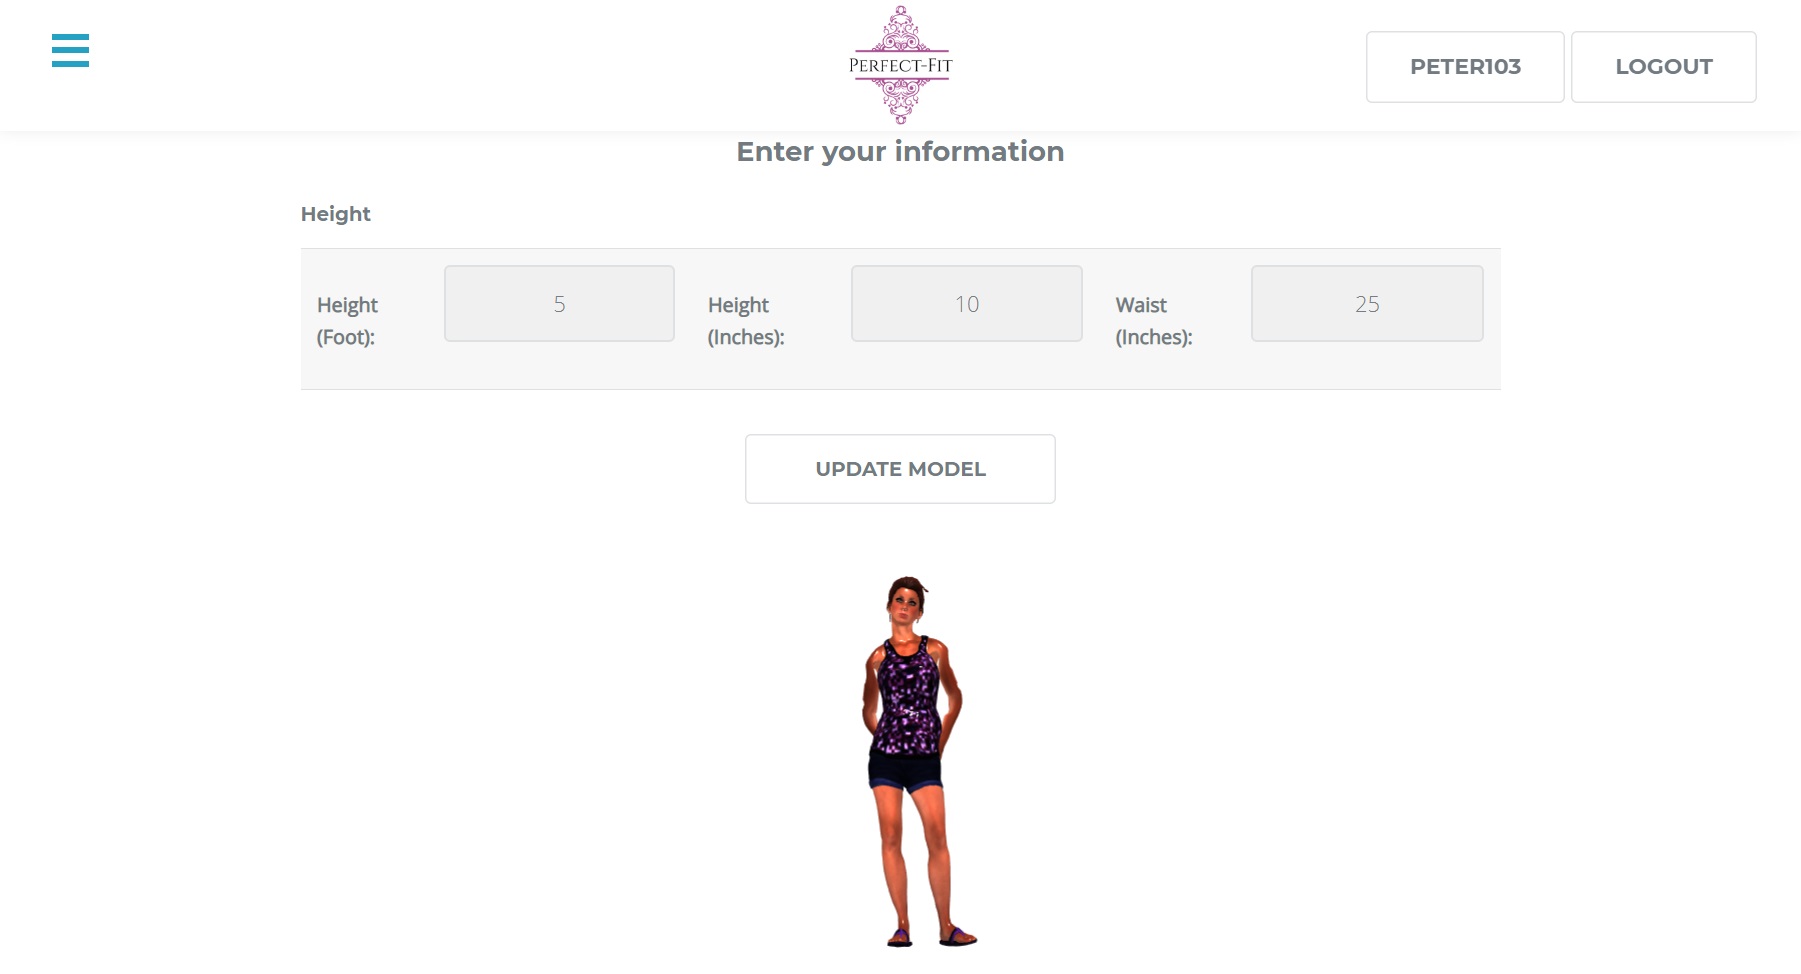 PERFECT-FIT
PETER103
LOGOUT
Enter your information
Height
Height
(Foot):
5
Height
(Inches):
10
Waist
(Inches):
25
UPDATE MODEL